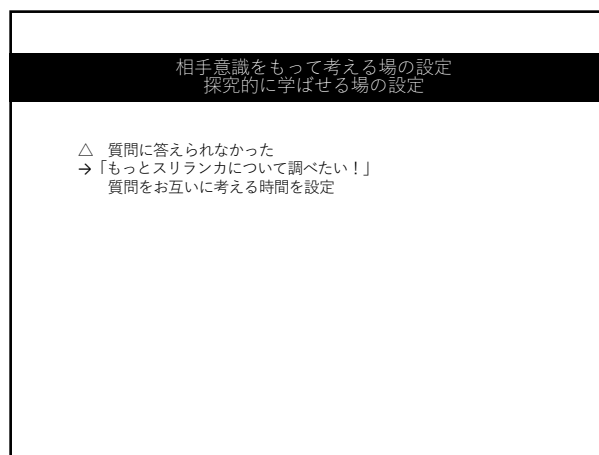 相手意識をもって考える場の設定
探究的に学ばせる場の設定
△　質問に答えられなかった
→「もっとスリランカについて調べたい！」
質問をお互いに考える時間を設定